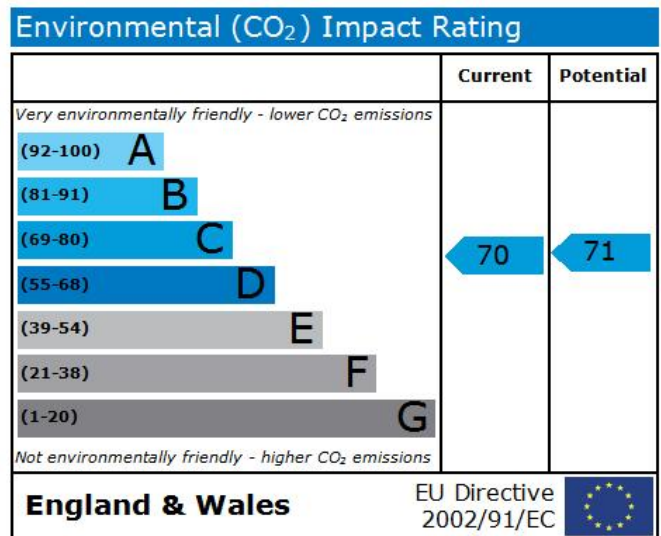 Environmental (CO₂) Impact Rating
Current Potential
Very environmentally friendly - lower CO₂ emissions
(92-100) A
(81-91) B
(69-80) C
70 71
(55-68) D
(39-54) E
(21-38) F
(1-20) G
Not environmentally friendly - higher CO₂ emissions
England & Wales
EU Directive
2002/91/EC